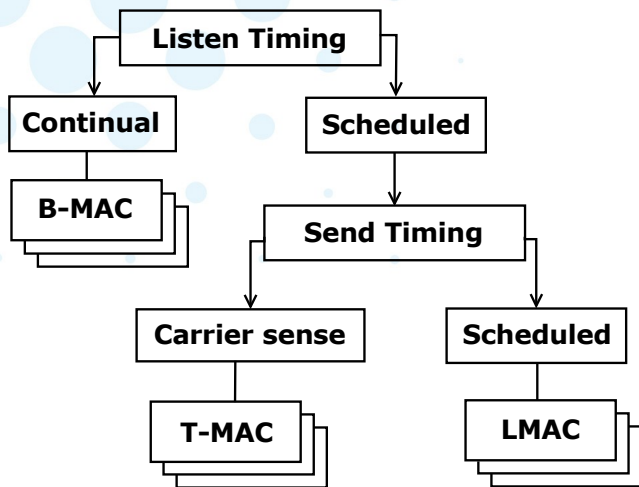 Listen Timing
Continual
Scheduled
B-MAC
Send Timing
Carrier sense
Scheduled
T-MAC
LMAC